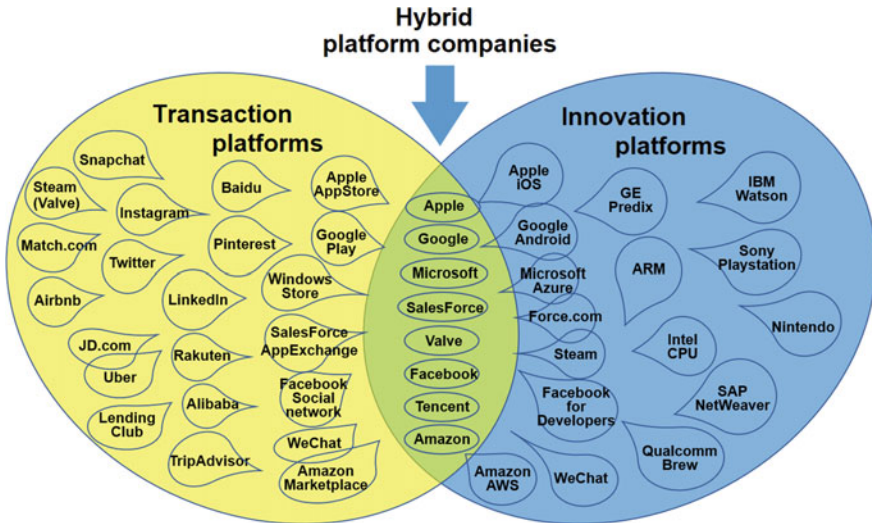 Hybrid
platform companies
Transaction
platforms
Snapchat
Steam
(Valve)
Instagram
Baidu
Apple
AppStore
Match.com
Twitter
Pinterest
Google
Play
Airbnb
LinkedIn
Windows
Store
JD.com
Uber
Rakuten
SalesForce
AppExchange
Lending
Club
Alibaba
Facebook
Social
network
TripAdvisor
WeChat
Amazon
Marketplace
Apple
Google
Microsoft
SalesForce
Valve
Facebook
Tencent
Amazon
Innovation
platforms
Apple
iOS
GE
Predix
IBM
Watson
Google
Android
Microsoft
Azure
ARM
Sony
Playstation
Force.com
Nintendo
Steam
Intel
CPU
Facebook
for
Developers
SAP
NetWeaver
Amazon
AWS
WeChat
Qualcomm
Brew